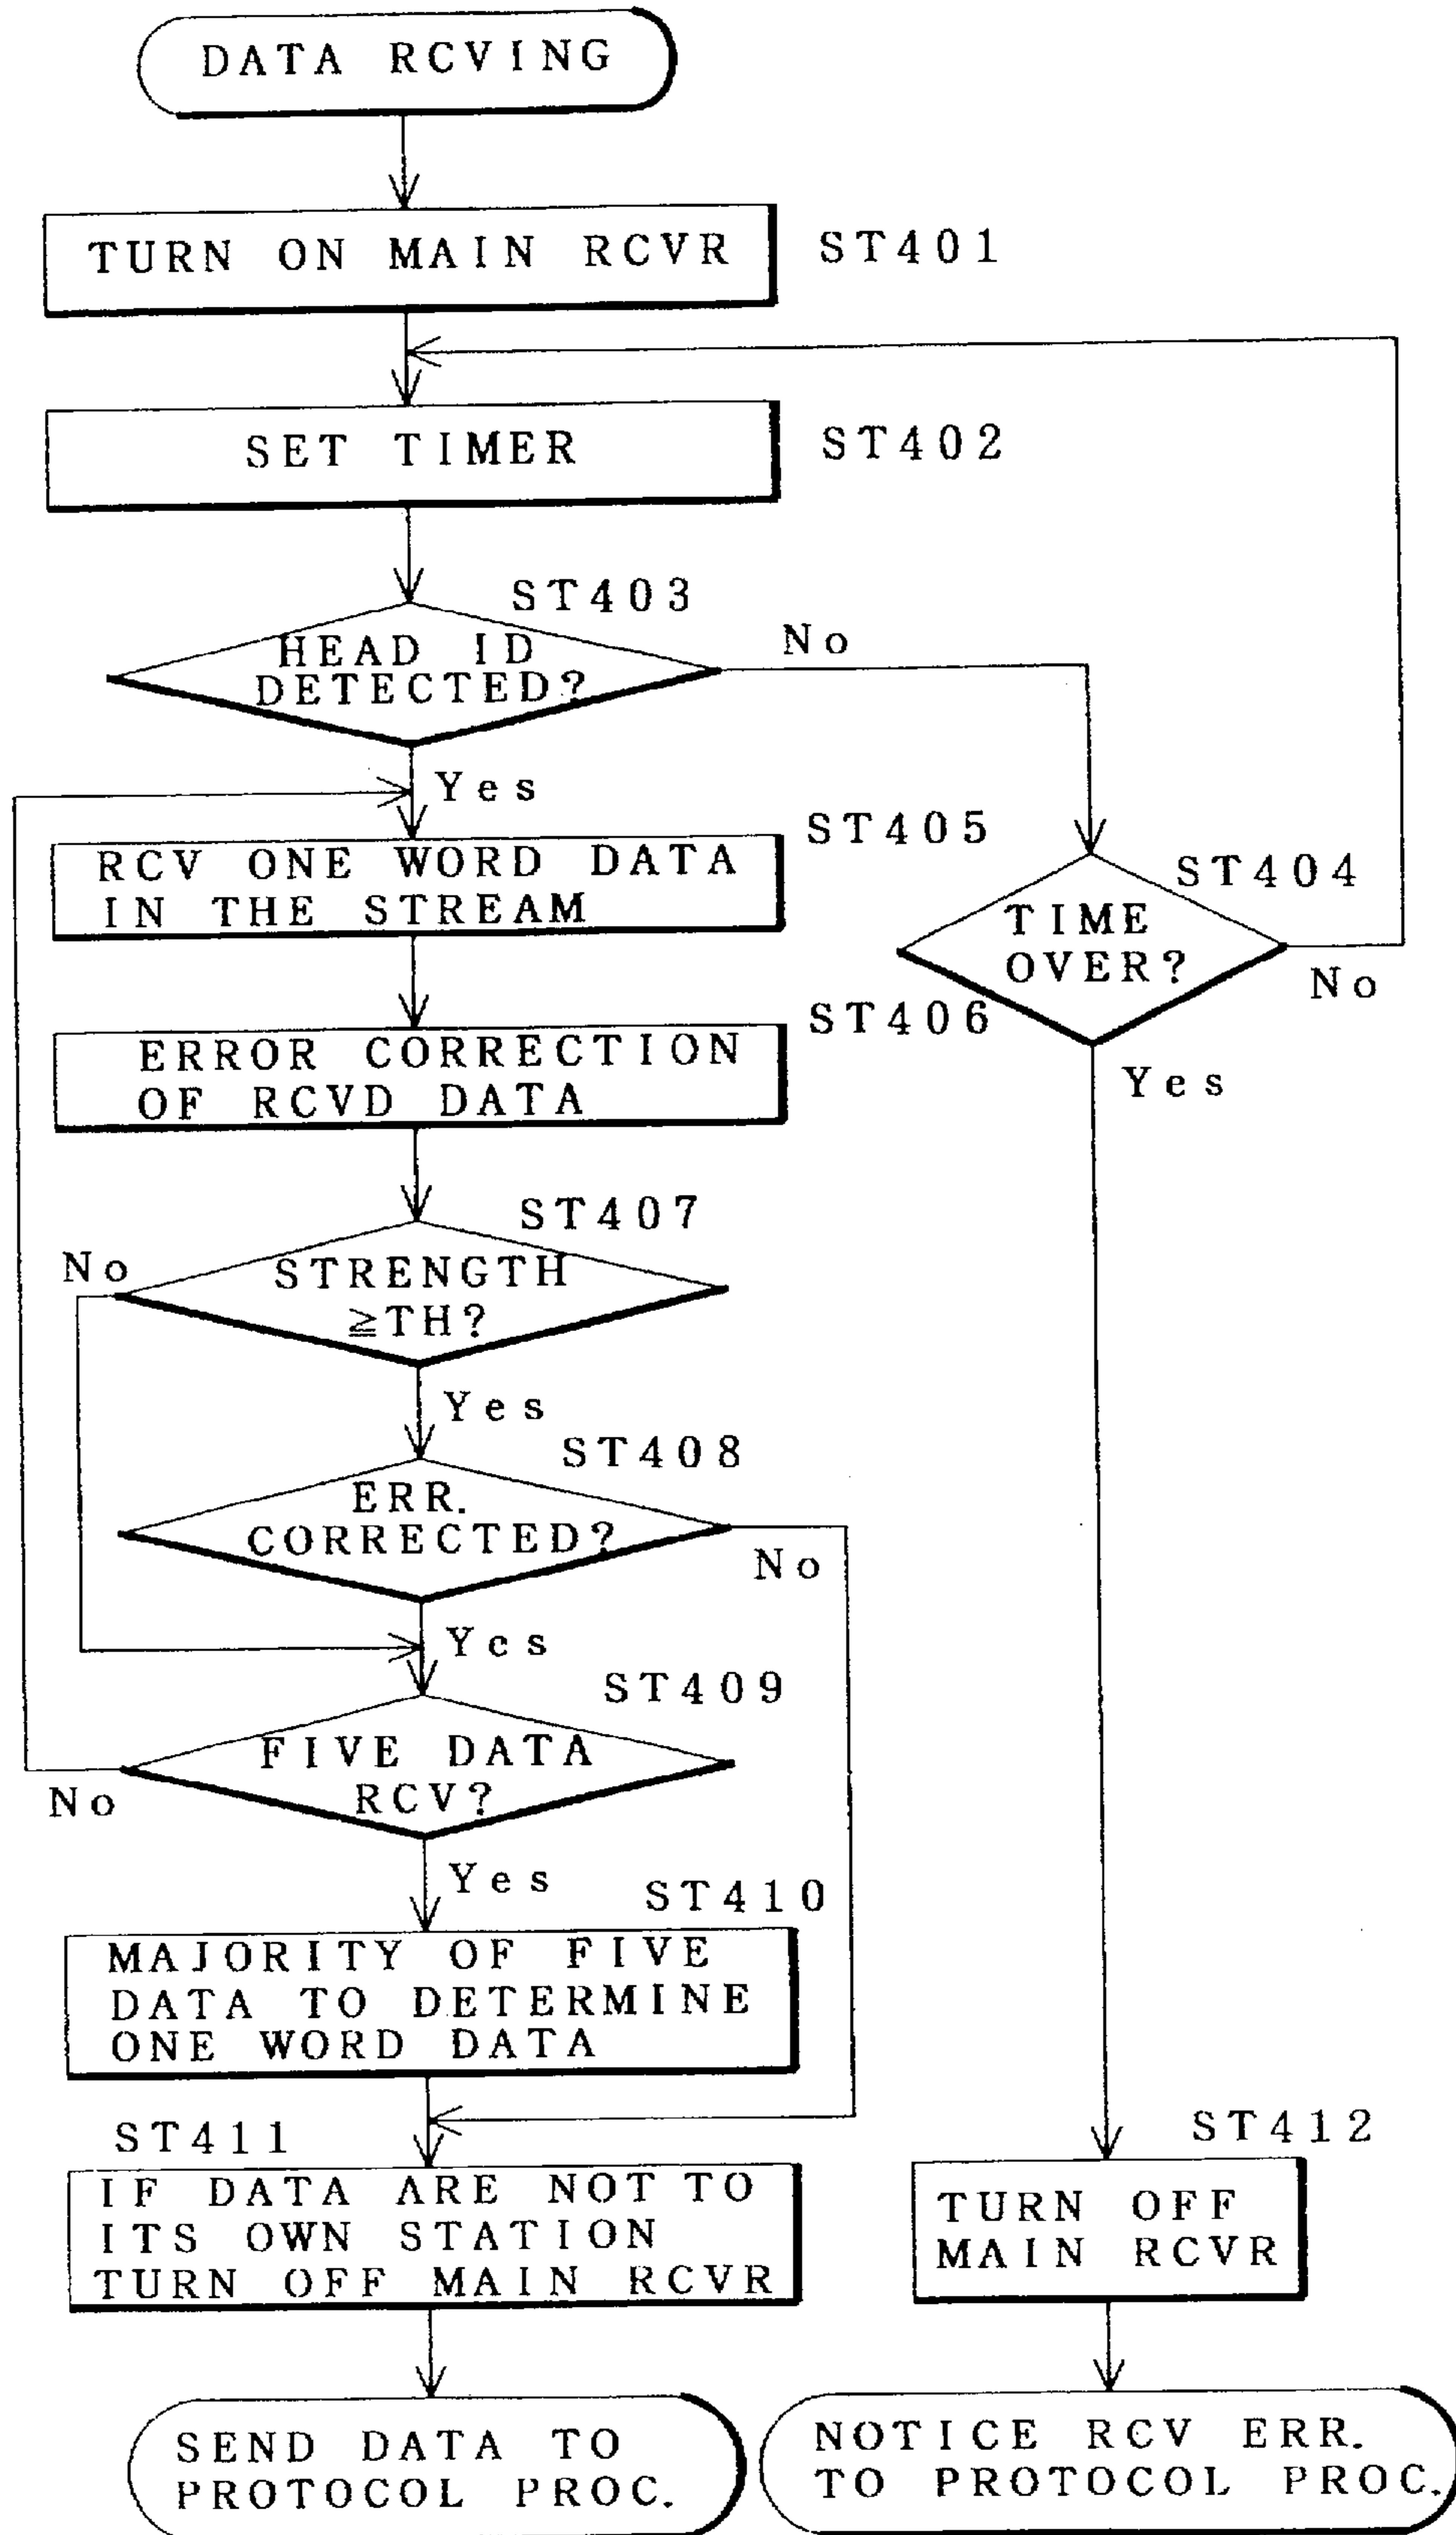 DATA RCVING
TURN ON MAIN RCVR
ST401
SET TIMER
ST402
ST403
HEAD ID
DETECTED?
No
Yes
ST405
RCV ONE WORD DATA
IN THE STREAM
ST404
TIME
OVER?
No
Yes
ST406
ERROR CORRECTION
OF RCVD DATA
ST407
STRENGTH
≧TH?
No
Yes
ST408
ERR.
CORRECTED?
No
Yes
ST409
FIVE DATA
RCV?
No
Yes
ST410
MAJORITY OF FIVE
DATA TO DETERMINE
ONE WORD DATA
ST411
IF DATA ARE NOT TO
ITS OWN STATION
TURN OFF MAIN RCVR
ST412
TURN OFF
MAIN RCVR
SEND DATA TO
PROTOCOL PROC.
NOTICE RCV ERR.
TO PROTOCOL PROC.